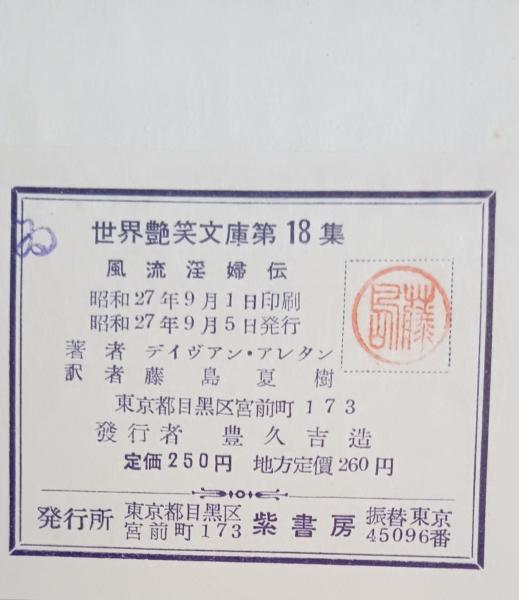 世界艶笑文庫第18集
風流淫婦伝
昭和27年9月1日印刷
昭和27年9月5日発行
著者 デイヴアン・アレタン
訳者 藤島夏樹
東京都目黒区宮前町173
發行者 豊久吉造
定価250円 地方定價260円
発行所 東京都目黒区宮前町173 紫書房 振替東京45096番
藤島